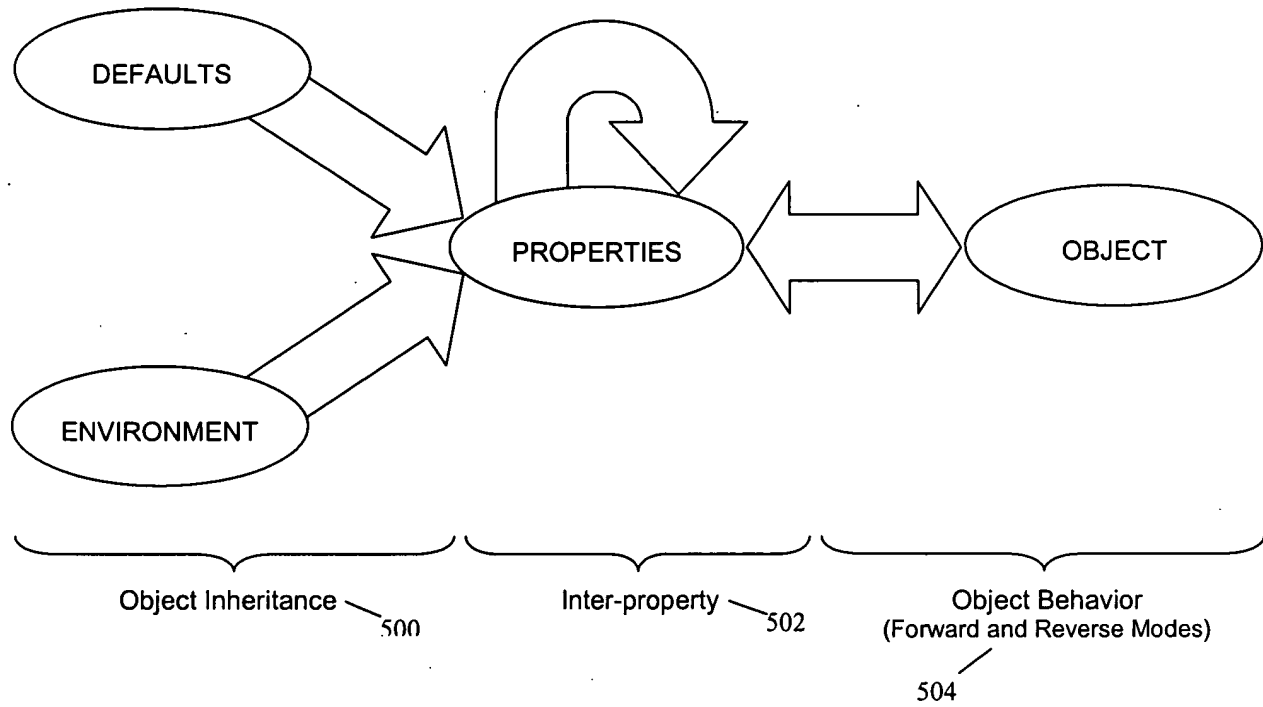 DEFAULTS
PROPERTIES
OBJECT
ENVIRONMENT
Object Inheritance
500
Inter-property
502
Object Behavior
(Forward and Reverse Modes)
504